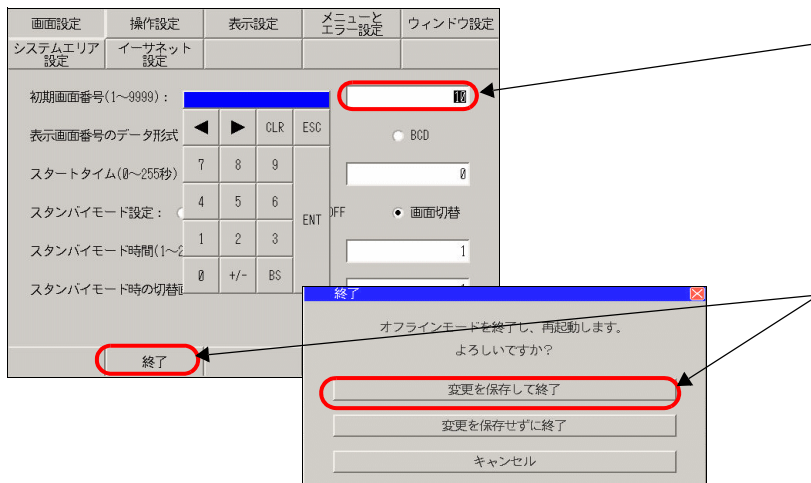 画面設定 操作設定 表示設定 メニューとエラー設定 ウィンドウ設定
システムエリア設定 イーサネット設定
初期画面番号(1～9999)： 10
◀ ▶ CLR ESC
表示画面番号のデータ形式 BCD
7 8 9
スタートタイム(0～255秒) 0
4 5 6 ENT
スタンバイモード設定： OFF 画面切替
1 2 3
スタンバイモード時間(1～2 1
0 +/- BS
スタンバイモード時の切替
終了
終了
オフラインモードを終了し、再起動します。
よろしいですか？
変更を保存して終了
変更を保存せずに終了
キャンセル